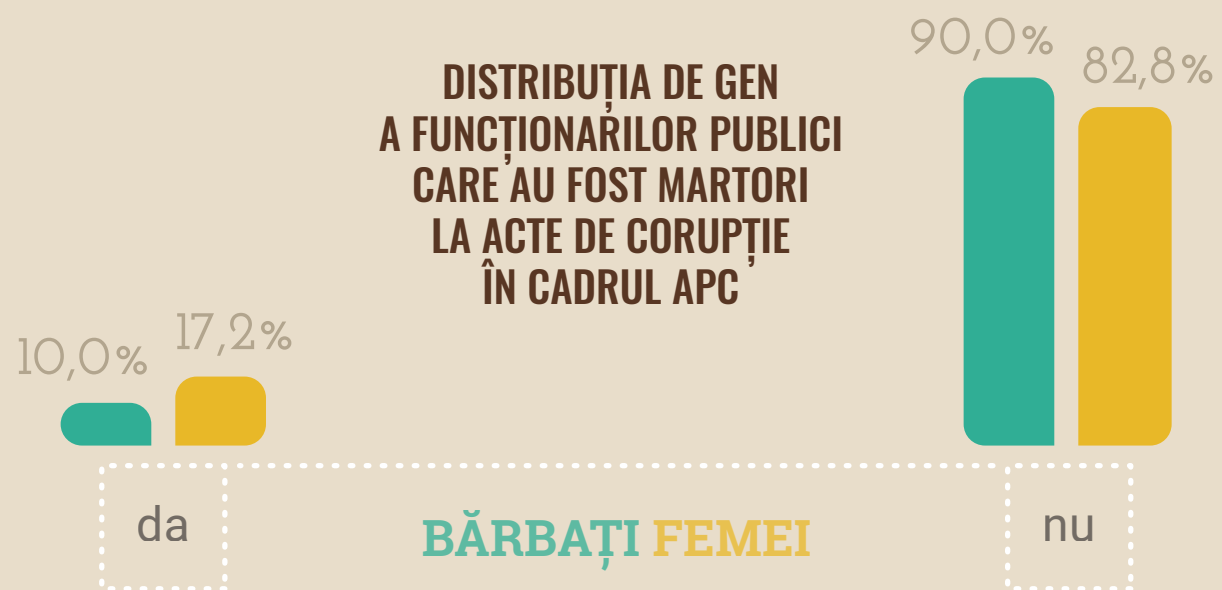 90,0%
82,8%
DISTRIBUȚIA DE GEN
A FUNCȚIONARILOR PUBLICI
CARE AU FOST MARTORI
LA ACTE DE CORUPȚIE
ÎN CADRUL APC
10,0%
17,2%
da
BĂRBAȚI FEMEI
nu